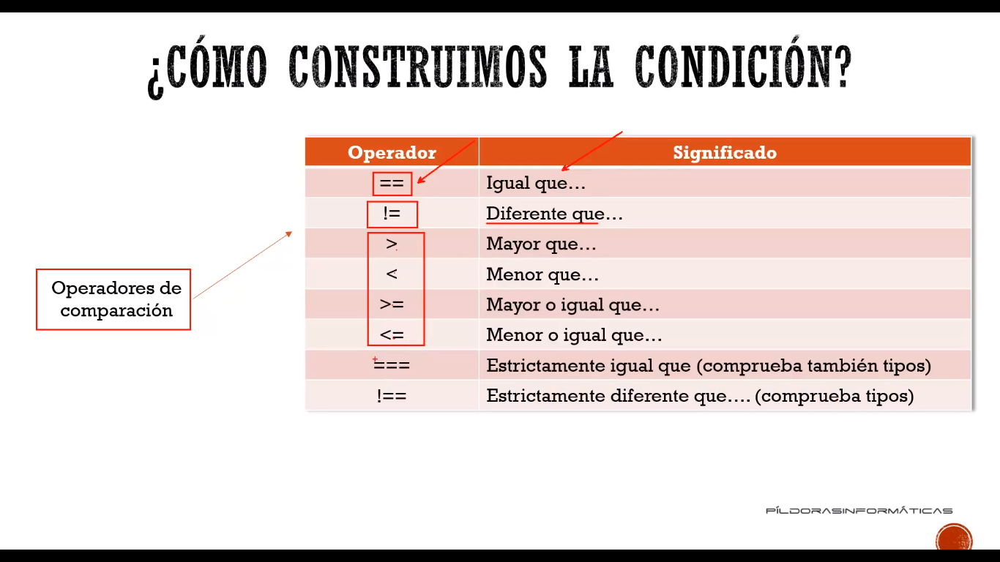 ¿CÓMO CONSTRUIMOS LA CONDICIÓN?
Operador Significado
== Igual que...
!= Diferente que...
> Mayor que...
< Menor que...
>= Mayor o igual que...
<= Menor o igual que...
=== Estrictamente igual que (comprueba también tipos)
!== Estrictamente diferente que.... (comprueba tipos)
Operadores de
comparación
PÍLDORASINFORMÁTICAS